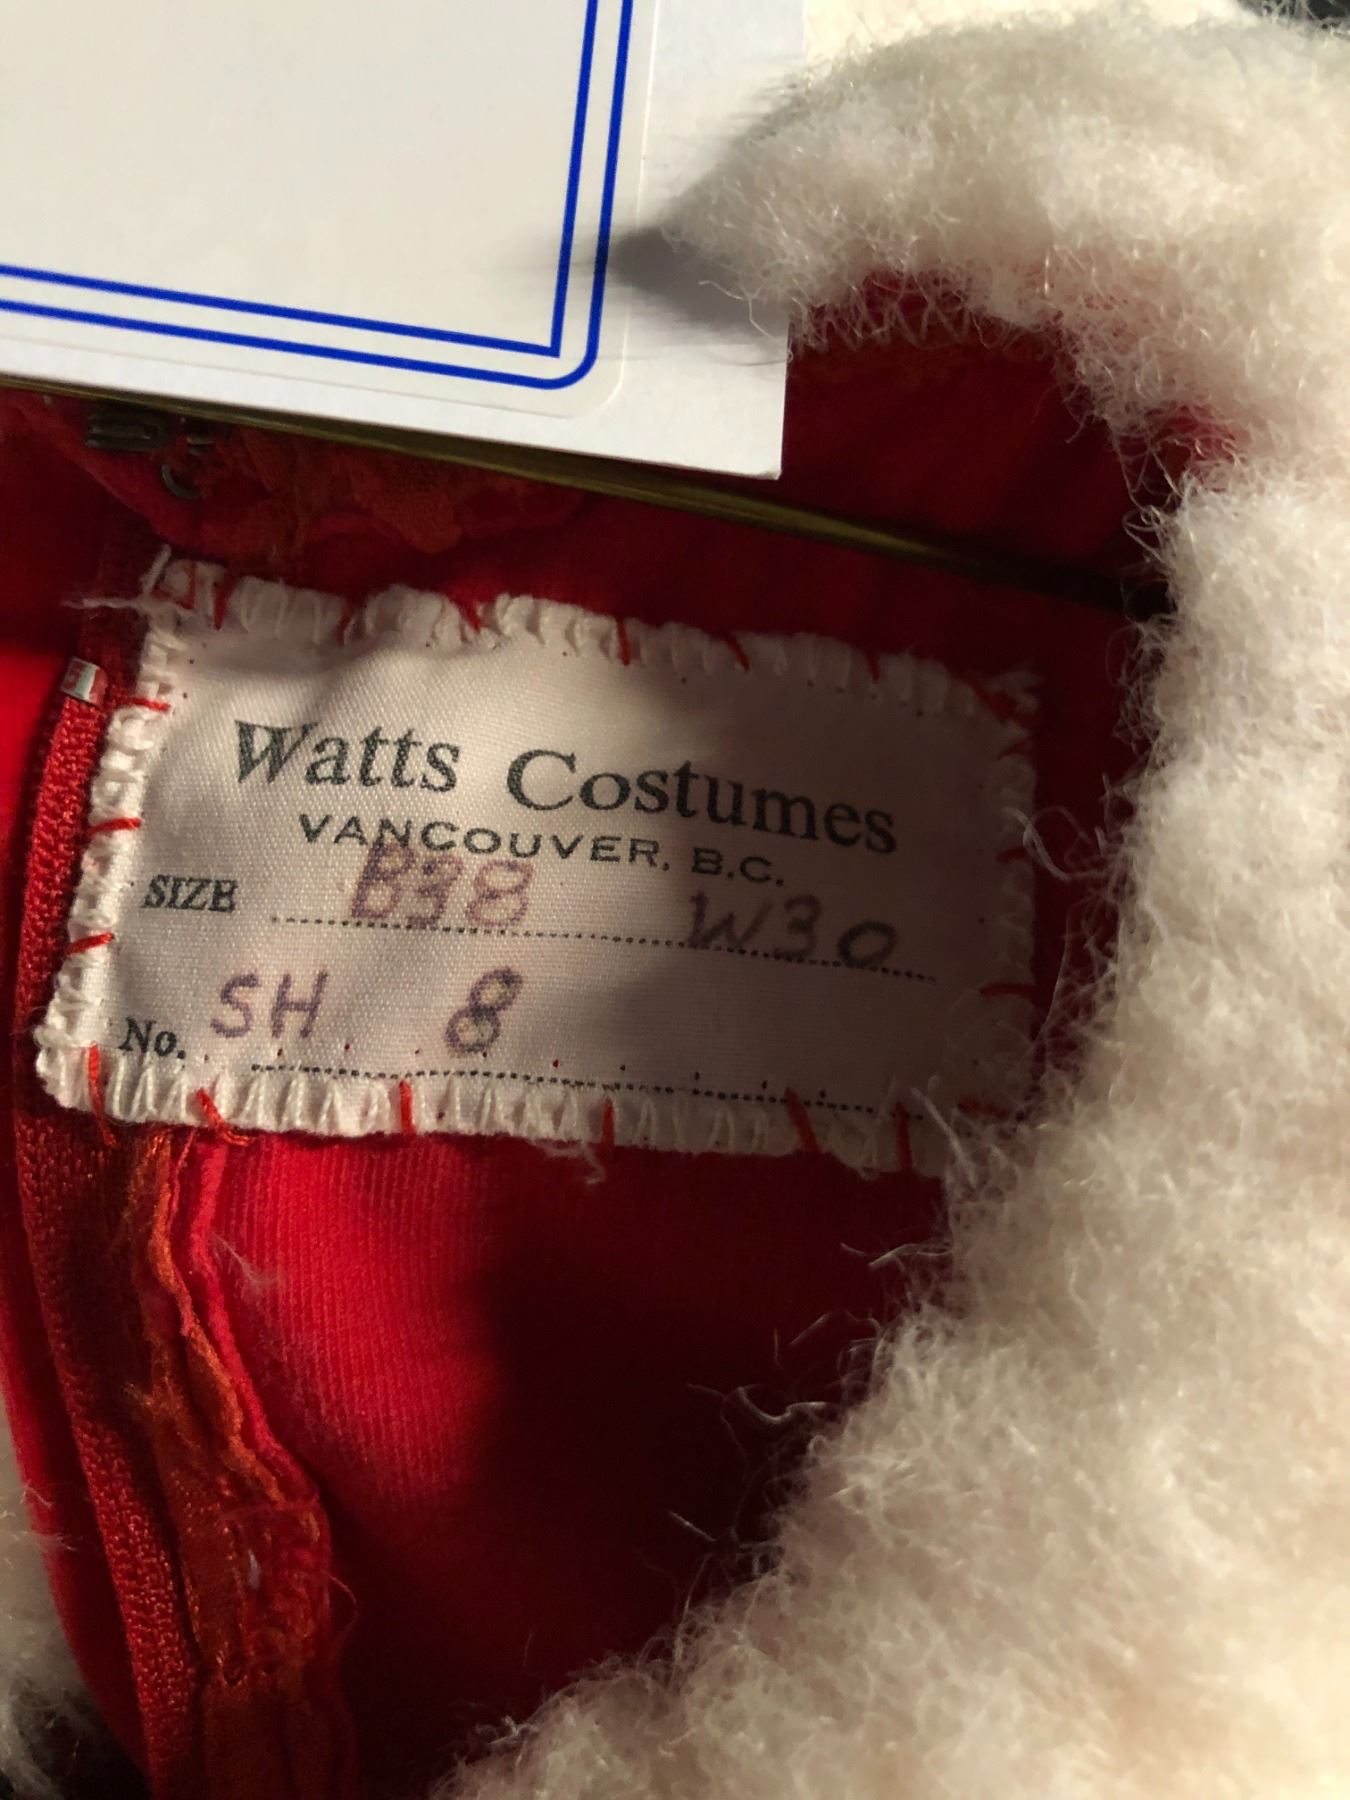 Watts Costumes
VANCOUVER, B.C.
SIZE B38 W30
No. SH 8